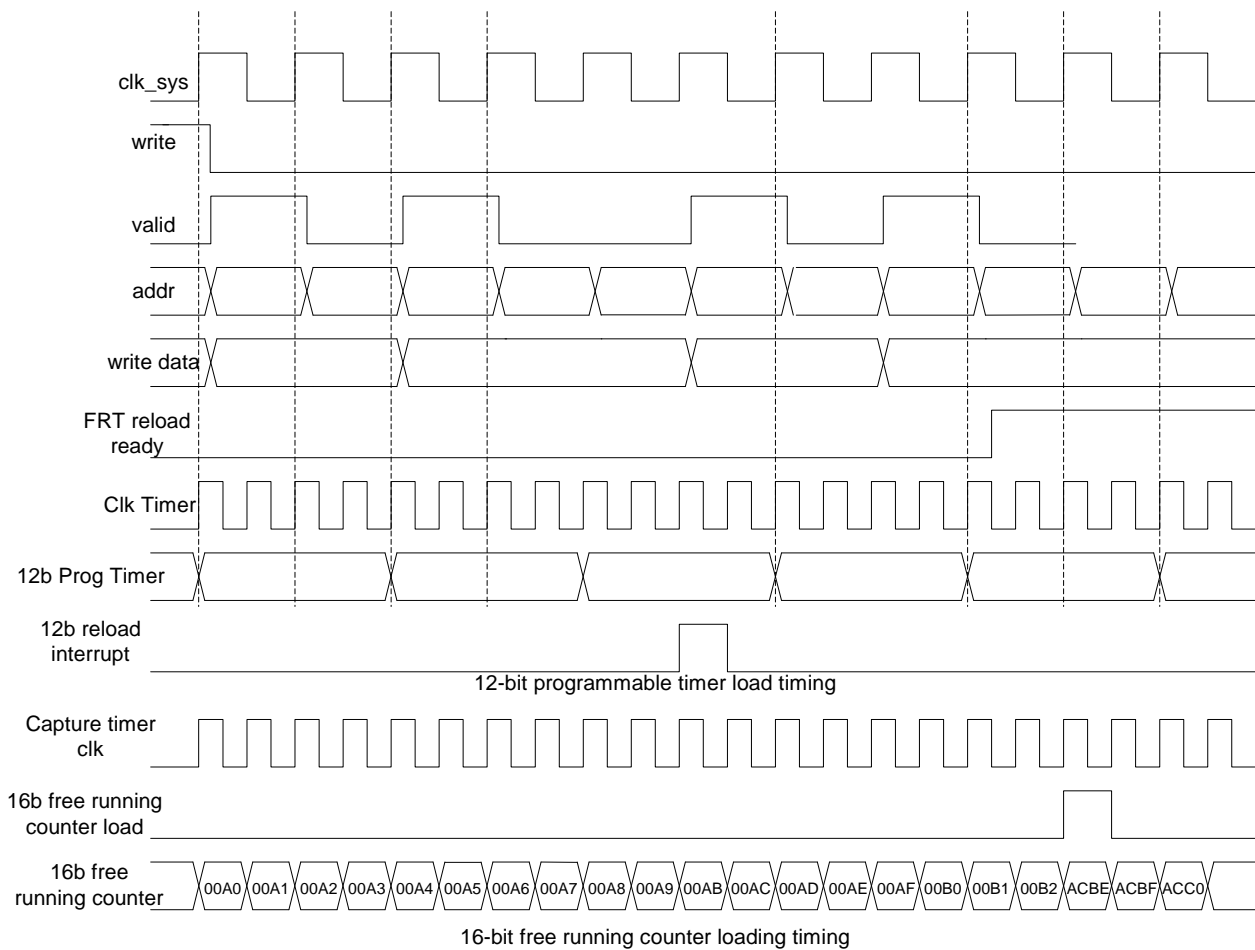 clk_sys
write
valid
addr
write data
FRT reload
ready
Clk Timer
12b Prog Timer
12b reload
interrupt
12-bit programmable timer load timing
Capture timer
clk
16b free running
counter load
16b free
running counter
00A0 00A1 00A2 00A3 00A4 00A5 00A6 00A7 00A8 00A9 00AB 00AC 00AD 00AE 00AF 00B0 00B1 00B2 ACBE ACBF ACC0
16-bit free running counter loading timing